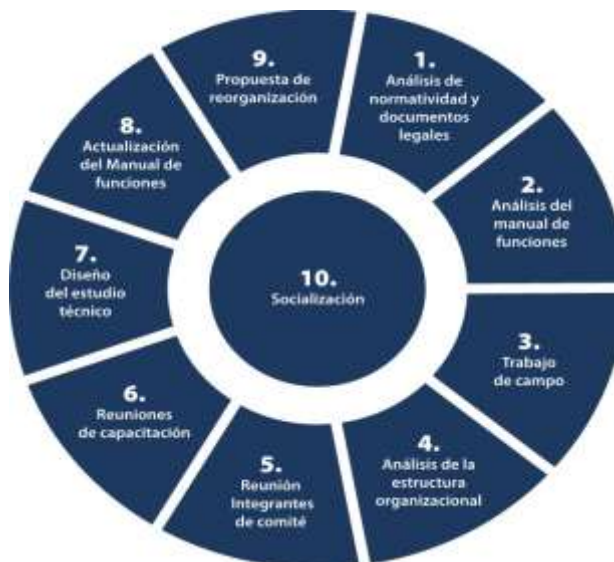 1.
Análisis de
normatividad y
documentos
legales
2.
Análisis del
manual de
funciones
3.
Trabajo
de campo
4.
Análisis de la
estructura
organizacional
5.
Reunión
Integrantes
de comité
6.
Reuniones
de capacitación
7.
Diseño
del estudio
técnico
8.
Actualización
del Manual de
funciones
9.
Propuesta de
reorganización
10.
Socialización